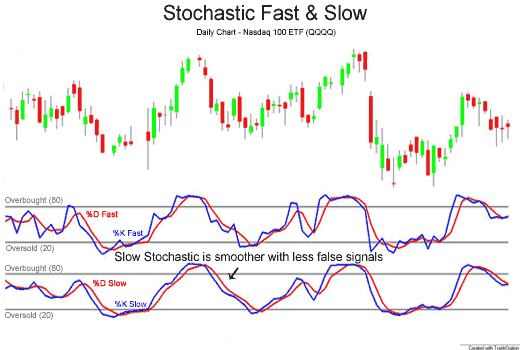 Stochastic Fast & Slow
Daily Chart - Nasdaq 100 ETF (QQQQ)
Overbought (80)
%D Fast
%K Fast
Oversold (20)
Slow Stochastic is smoother with less false signals
Overbought (80)
%D Slow
%K Slow
Oversold (20)
Created with TradeStation